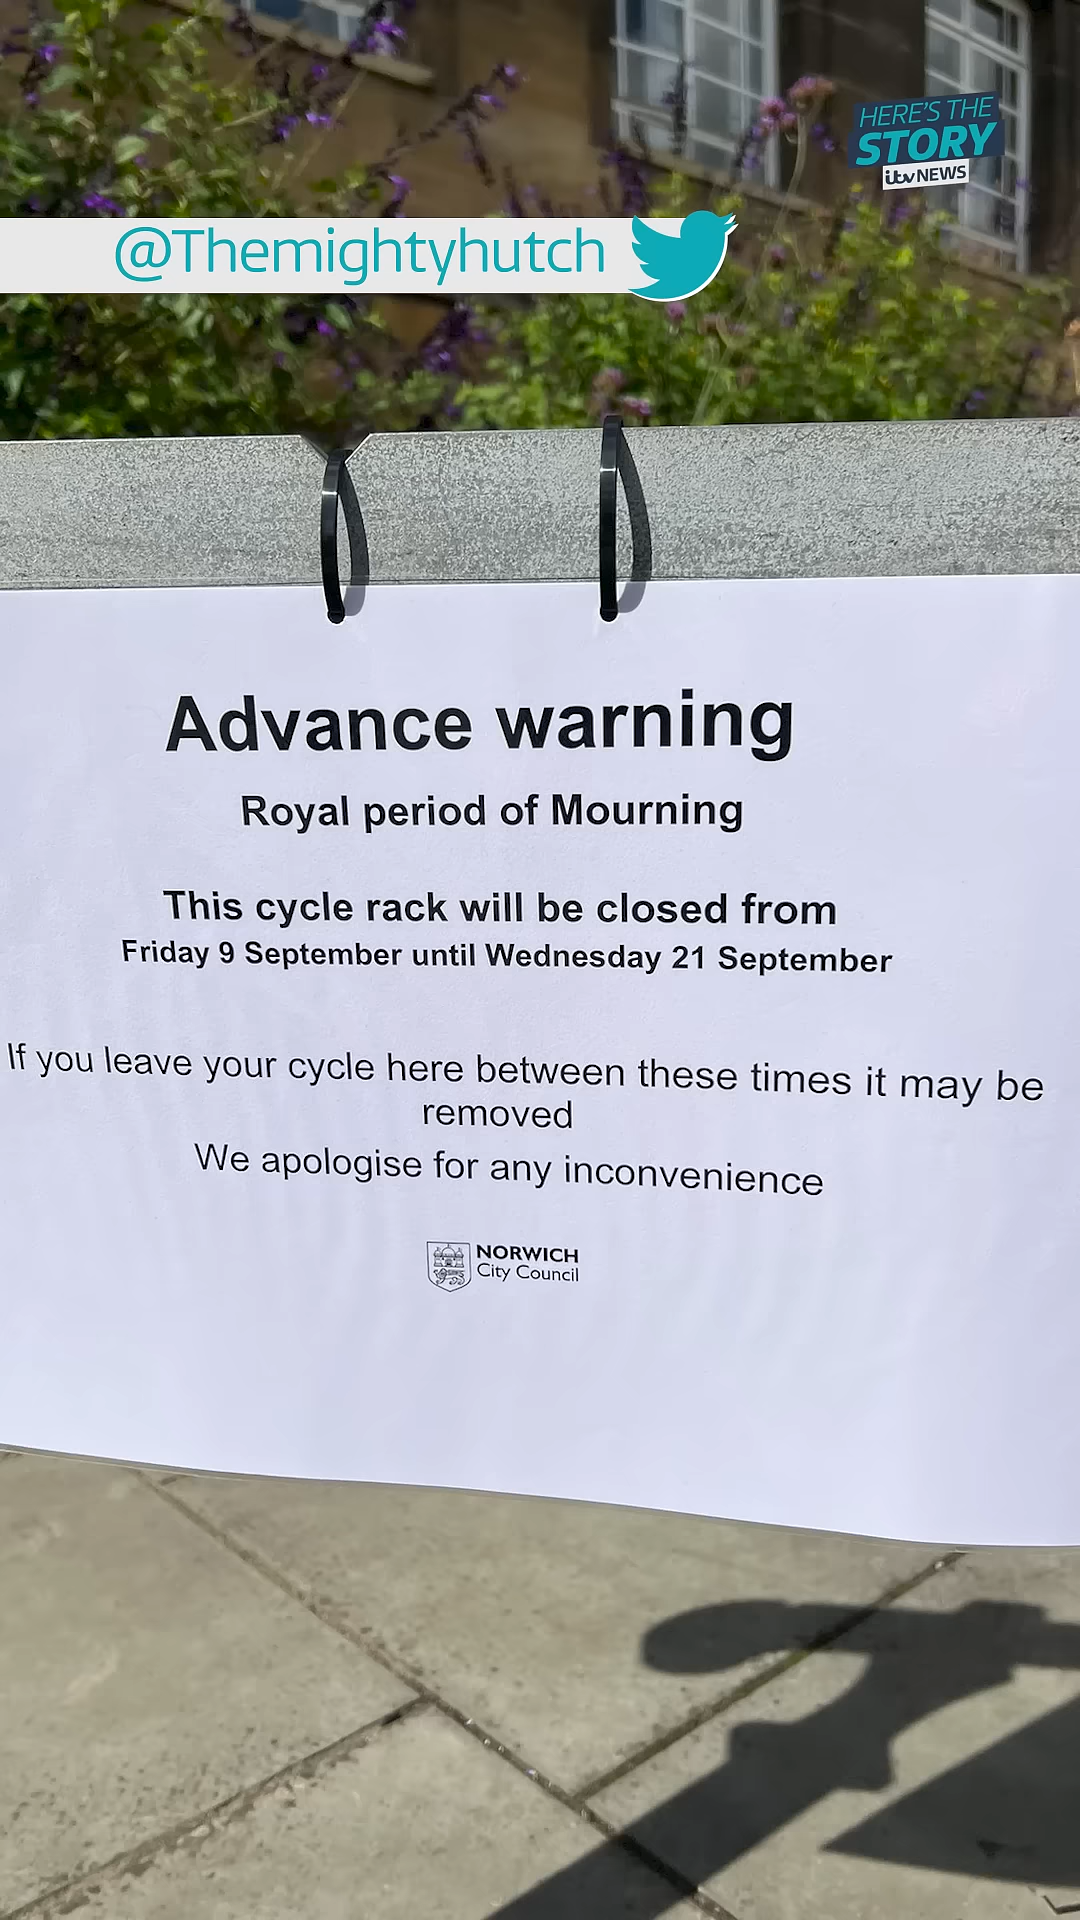 HERE'S THE
STORY
itv NEWS
@Themightyhutch
Advance warning
Royal period of Mourning
This cycle rack will be closed from
Friday 9 September until Wednesday 21 September
If you leave your cycle here between these times it may be
removed
We apologise for any inconvenience
NORWICH
City Council